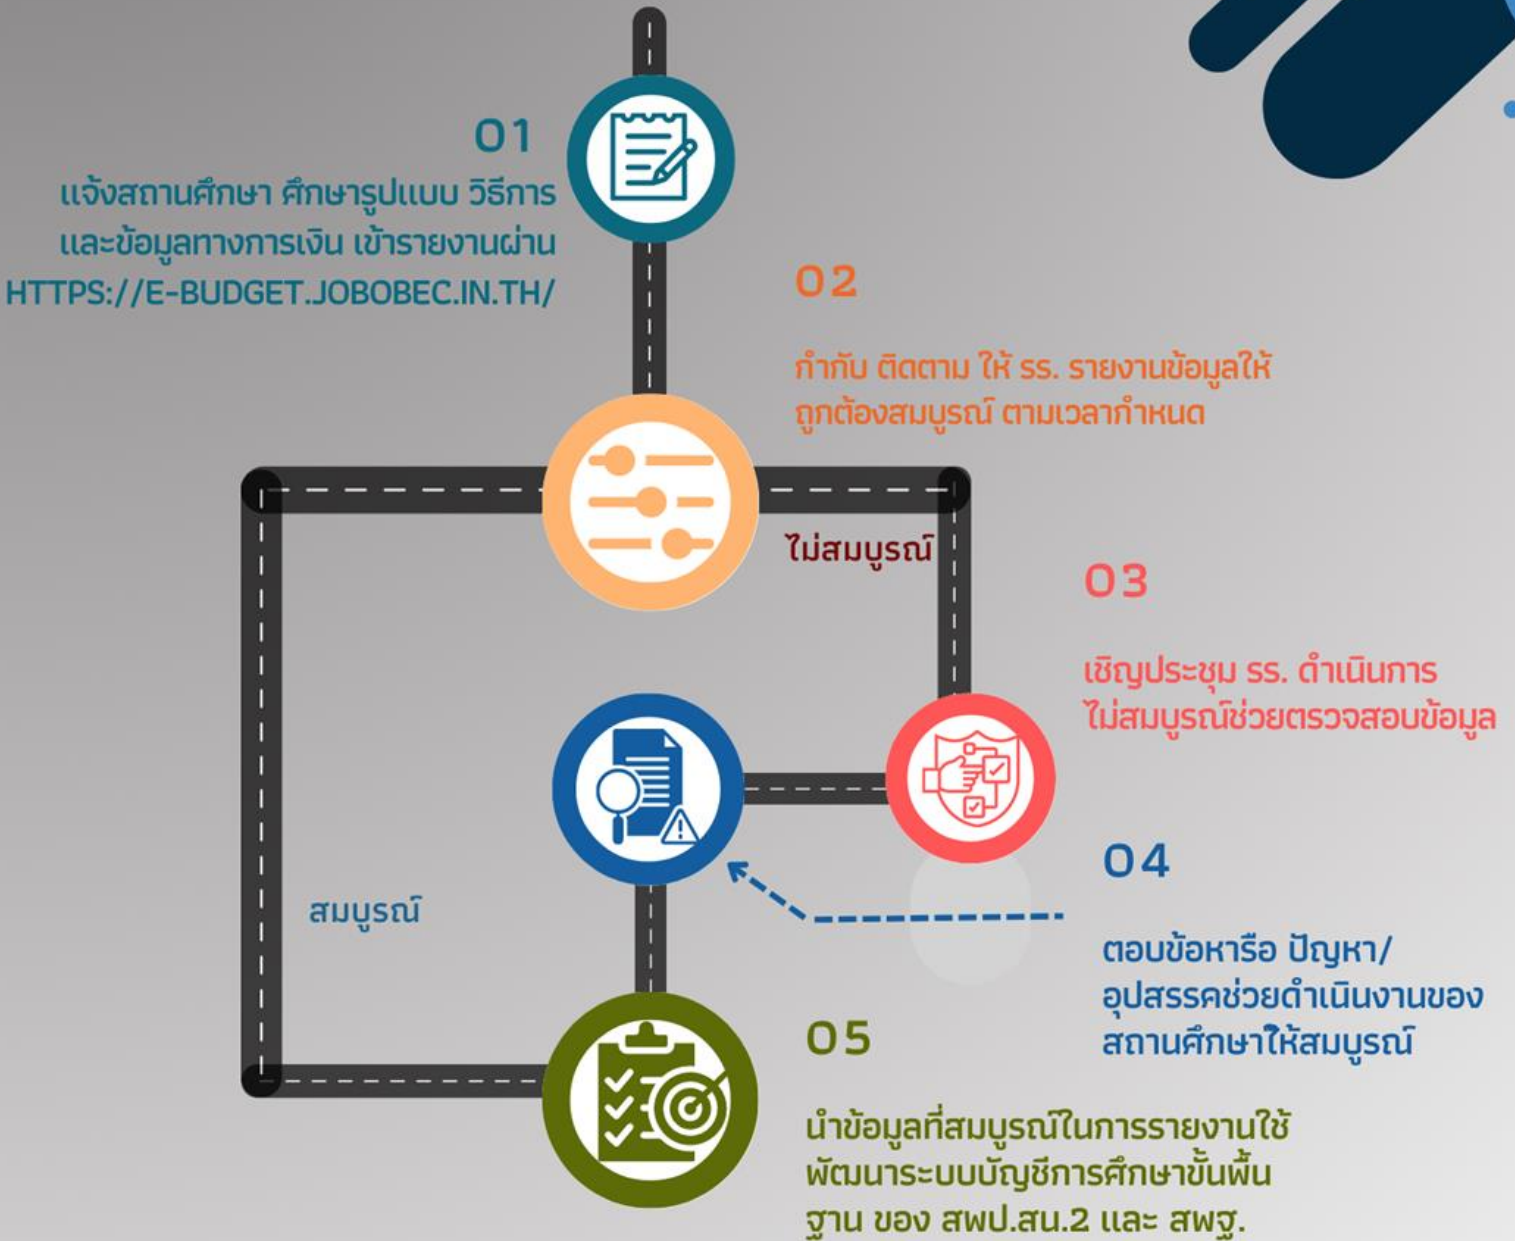 01
แจ้งสถานศึกษา ศึกษารูปแบบ วิธีการ
และข้อมูลทางการเงิน เข้ารายงานผ่าน
HTTPS://E-BUDGET.JOBOBEC.IN.TH/
02
กำกับ ติดตาม ให้ รร. รายงานข้อมูลให้
ถูกต้องสมบูรณ์ ตามเวลากำหนด
ไม่สมบูรณ์
03
เชิญประชุม รร. ดำเนินการ
ไม่สมบูรณ์ช่วยตรวจสอบข้อมูล
04
ตอบข้อหารือ ปัญหา/
อุปสรรคช่วยดำเนินงานของ
สถานศึกษาให้สมบูรณ์
สมบูรณ์
05
นำข้อมูลที่สมบูรณ์ในการรายงานใช้
พัฒนาระบบบัญชีการศึกษาขั้นพื้น
ฐาน ของ สพป.สน.2 และ สพฐ.